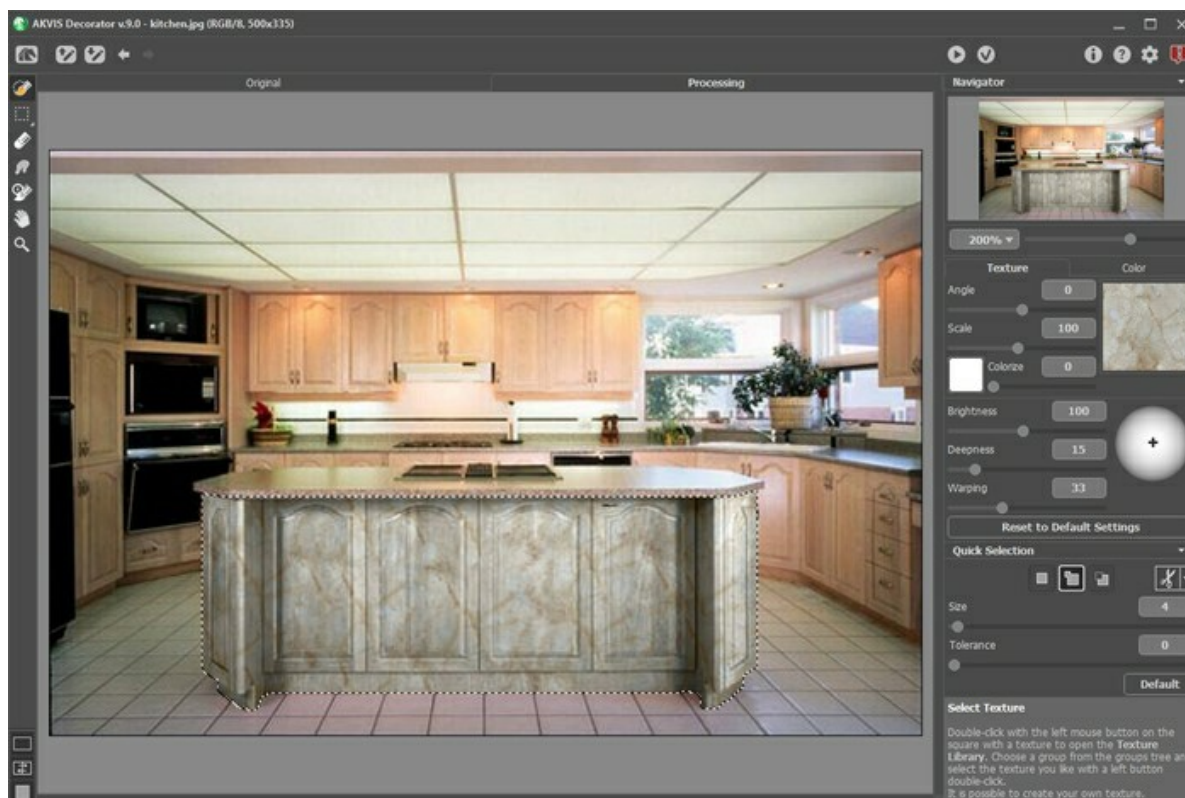 AKVIS Decorator v.9.0 - kitchen.jpg (RGB/8, 500x335)
Original
Processing
Navigator
200%
Texture
Color
Angle
0
Scale
100
Colorize
0
Brightness
100
Deepness
15
Warping
33
Reset to Default Settings
Quick Selection
Size
4
Tolerance
0
Default
Select Texture
Double-click with the left mouse button on the
square with a texture to open the Texture
Library. Choose a group from the groups tree an
select the texture you like with a left button
double-click.
It is possible to create your own texture.